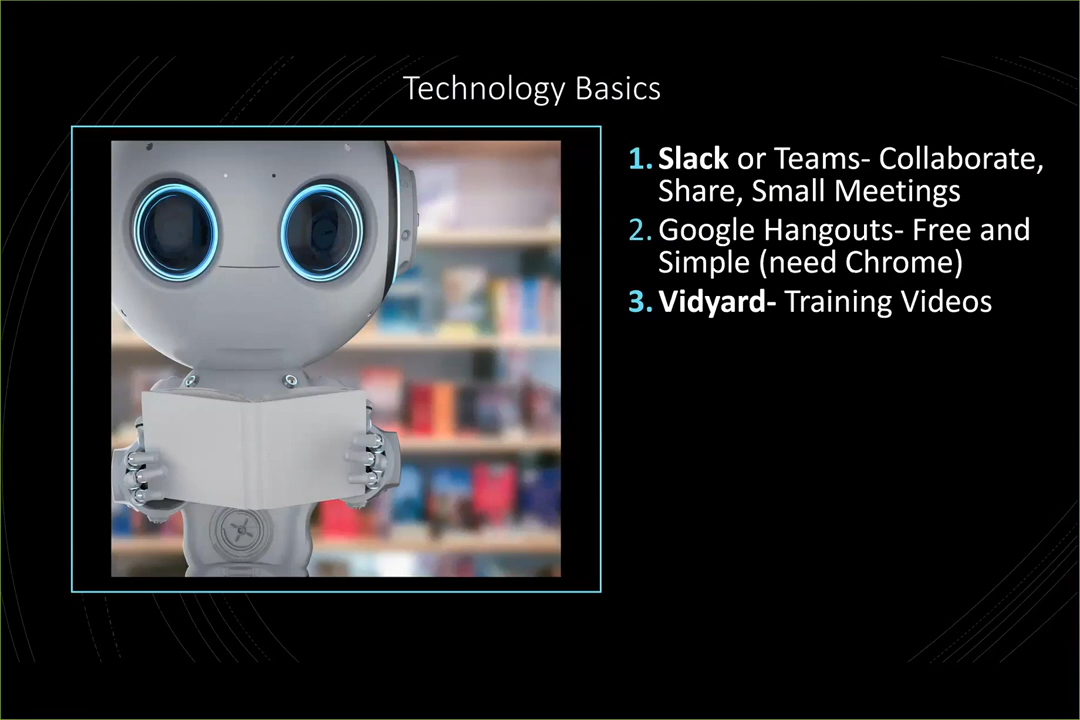 Technology Basics
1. Slack or Teams- Collaborate,
Share, Small Meetings
2. Google Hangouts- Free and
Simple (need Chrome)
3. Vidyard- Training Videos